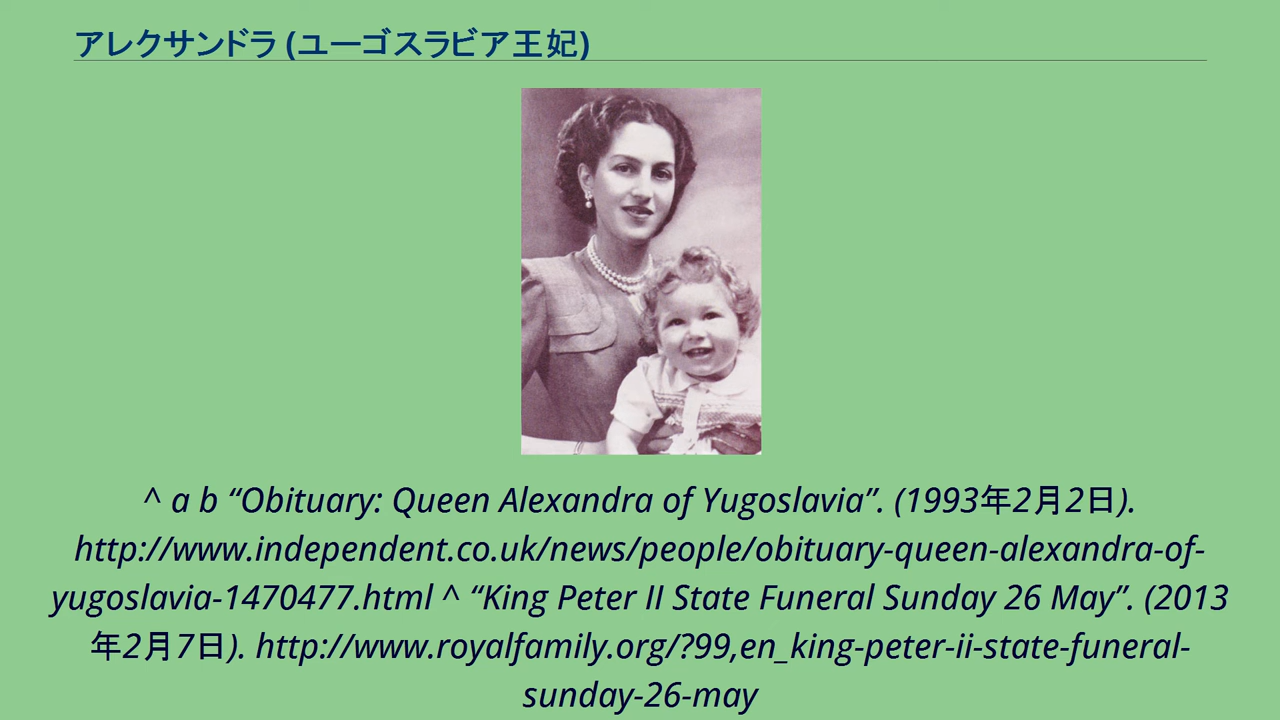 アレクサンドラ (ユーゴスラビア王妃)
^ a b “Obituary: Queen Alexandra of Yugoslavia”. (1993年2月2日).
http://www.independent.co.uk/news/people/obituary-queen-alexandra-of-
yugoslavia-1470477.html ^ “King Peter II State Funeral Sunday 26 May”. (2013
年2月7日). http://www.royalfamily.org/?99,en_king-peter-ii-state-funeral-
sunday-26-may